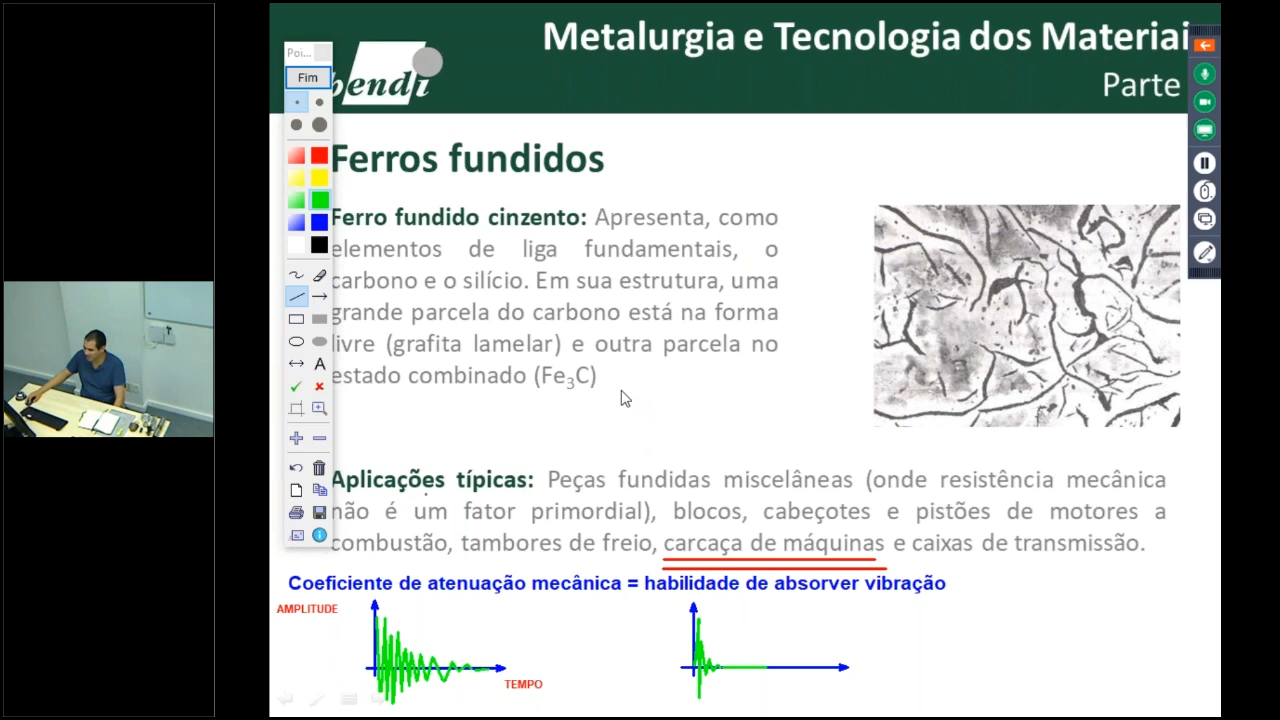 Metalurgia e Tecnologia dos Materiai
Parte
Poi...
Fim
bendi
Ferros fundidos
Ferro fundido cinzento: Apresenta, como
elementos de liga fundamentais, o
carbono e o silício. Em sua estrutura, uma
grande parcela do carbono está na forma
livre (grafita lamelar) e outra parcela no
estado combinado (Fe₃C)
A
Aplicações típicas: Peças fundidas miscelâneas (onde resistência mecânica
não é um fator primordial), blocos, cabeçotes e pistões de motores a
combustão, tambores de freio, carcaça de máquinas e caixas de transmissão.
Coeficiente de atenuação mecânica = habilidade de absorver vibração
AMPLITUDE
TEMPO